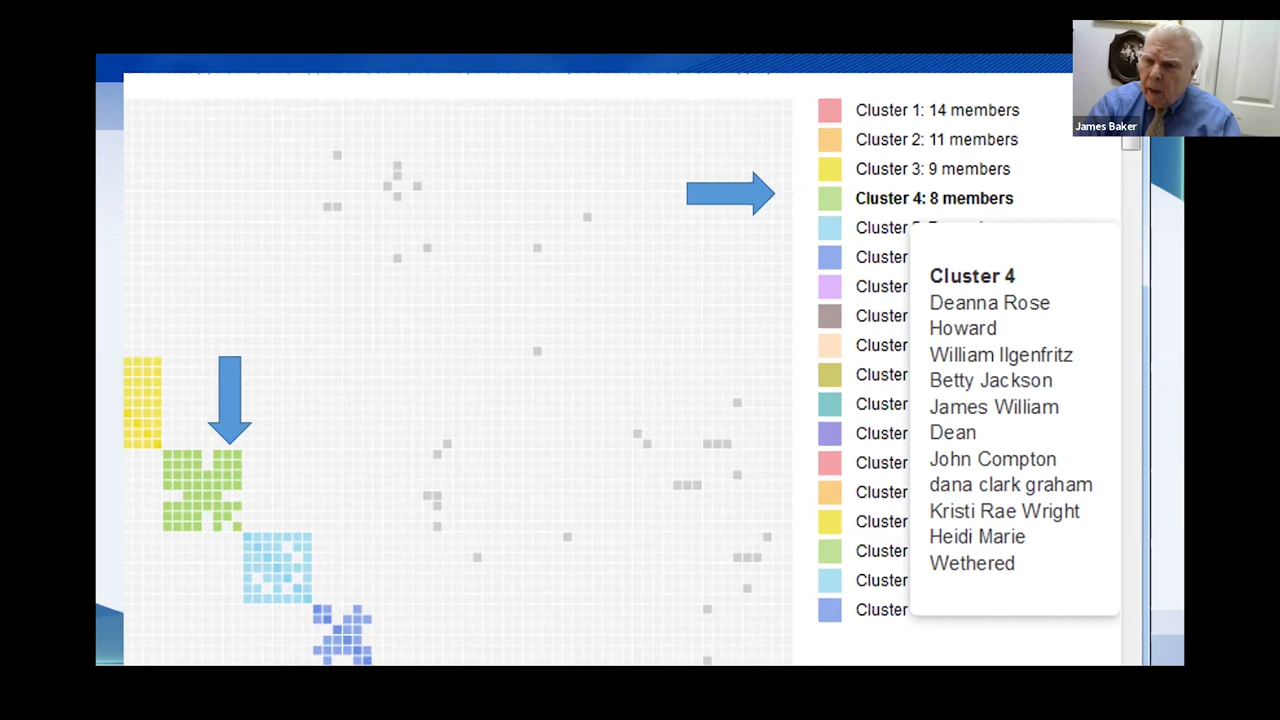 James Baker
Cluster 1: 14 members
Cluster 2: 11 members
Cluster 3: 9 members
Cluster 4: 8 members
Cluster
Cluster
Cluster
Cluster
Cluster
Cluster
Cluster
Cluster
Cluster
Cluster
Cluster
Cluster
Cluster
Cluster
Cluster 4
Deanna Rose
Howard
William Ilgenfritz
Betty Jackson
James William
Dean
John Compton
dana clark graham
Kristi Rae Wright
Heidi Marie
Wethered